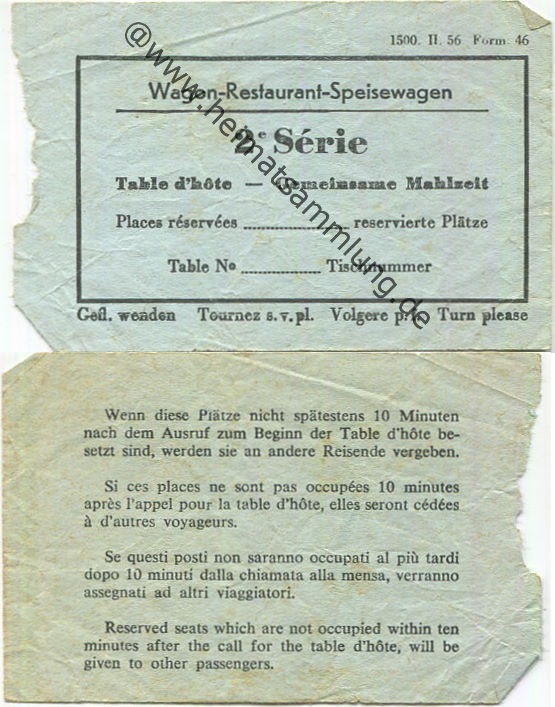 1500. II. 56 Form. 46
Wagon-Restaurant-Speisewagen
2e Série
Table d'hôte — Gemeinsame Mahlzeit
Places réservées ............... reservierte Plätze
Table No ............... Tischnummer
Gefl. wenden Tournez s. v. pl. Volgere p. f. Turn please
@www.heimatsammlung.de
Wenn diese Plätze nicht spätestens 10 Minuten
nach dem Ausruf zum Beginn der Table d'hôte be-
setzt sind, werden sie an andere Reisende vergeben.
Si ces places ne sont pas occupées 10 minutes
après l'appel pour la table d'hôte, elles seront cédées
à d'autres voyageurs.
Se questi posti non saranno occupati al più tardi
dopo 10 minuti dalla chiamata alla mensa, verranno
assegnati ad altri viaggiatori.
Reserved seats which are not occupied within ten
minutes after the call for the table d'hôte, will be
given to other passengers.